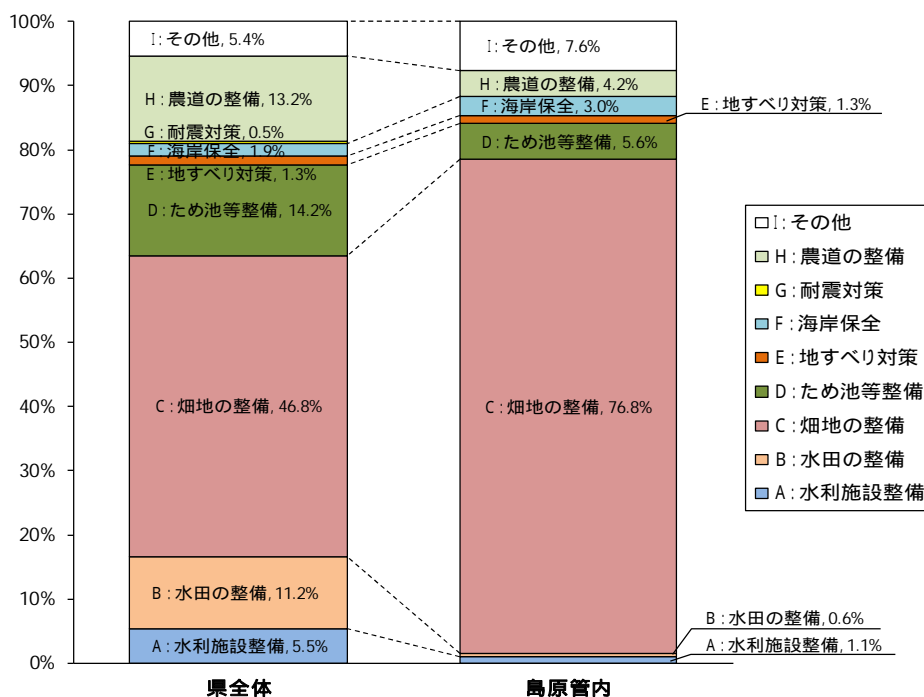 100%
90%
80%
70%
60%
50%
40%
30%
20%
10%
0%
I:その他, 5.4%
H:農道の整備, 13.2%
G:耐震対策, 0.5%
F:海岸保全, 1.9%
E:地すべり対策, 1.3%
D:ため池等整備, 14.2%
C:畑地の整備, 46.8%
B:水田の整備, 11.2%
A:水利施設整備, 5.5%
県全体
I:その他, 7.6%
H:農道の整備, 4.2%
F:海岸保全, 3.0%
E:地すべり対策, 1.3%
D:ため池等整備, 5.6%
C:畑地の整備, 76.8%
B:水田の整備, 0.6%
A:水利施設整備, 1.1%
島原管内
I:その他
H:農道の整備
G:耐震対策
F:海岸保全
E:地すべり対策
D:ため池等整備
C:畑地の整備
B:水田の整備
A:水利施設整備